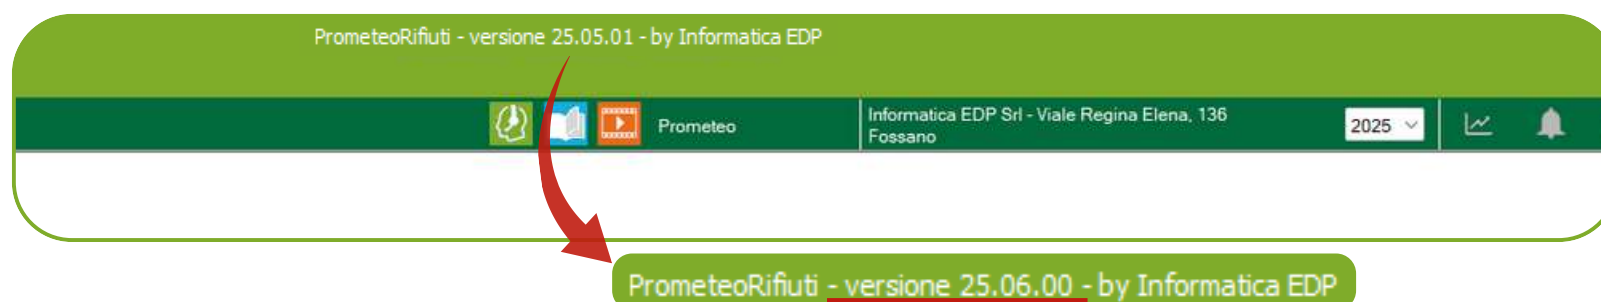 PrometeoRifiuti - versione 25.05.01 - by Informatica EDP
Prometeo
Informatica EDP Srl - Viale Regina Elena, 136
Fossano
2025
PrometeoRifiuti - versione 25.06.00 - by Informatica EDP